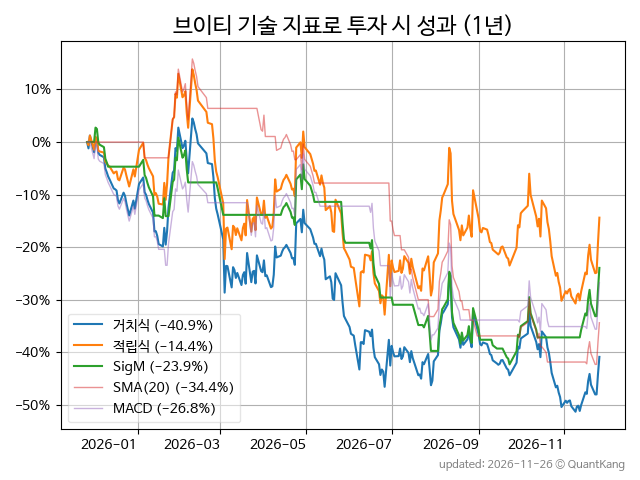 브이티 기술 지표로 투자 시 성과 (1년)
10%
0%
−10%
−20%
−30%
−40%
−50%
거치식 (−40.9%)
적립식 (−14.4%)
SigM (−23.9%)
SMA(20) (−34.4%)
MACD (−26.8%)
2026−01 2026−03 2026−05 2026−07 2026−09 2026−11
updated: 2026−11−26 © QuantKang